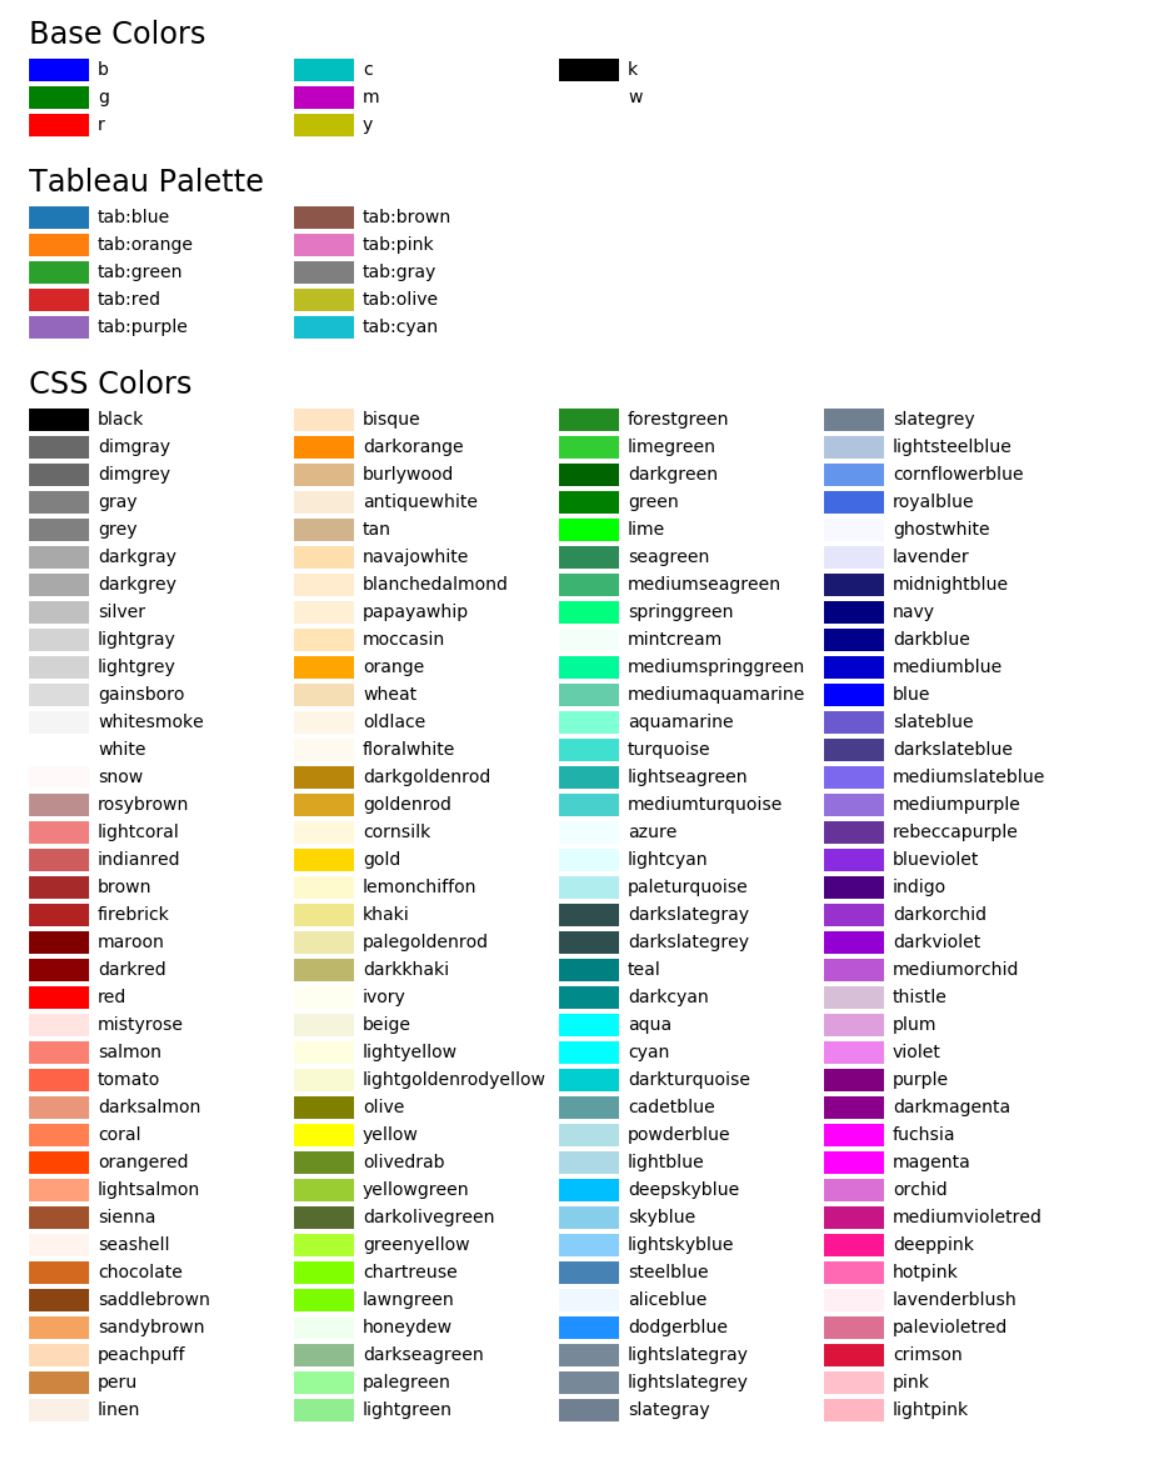 Base Colors
b
g
r
c
m
y
k
w
Tableau Palette
tab:blue
tab:orange
tab:green
tab:red
tab:purple
tab:brown
tab:pink
tab:gray
tab:olive
tab:cyan
CSS Colors
black
dimgray
dimgrey
gray
grey
darkgray
darkgrey
silver
lightgray
lightgrey
gainsboro
whitesmoke
white
snow
rosybrown
lightcoral
indianred
brown
firebrick
maroon
darkred
red
mistyrose
salmon
tomato
darksalmon
coral
orangered
lightsalmon
sienna
seashell
chocolate
saddlebrown
sandybrown
peachpuff
peru
linen
bisque
darkorange
burlywood
antiquewhite
tan
navajowhite
blanchedalmond
papayawhip
moccasin
orange
wheat
oldlace
floralwhite
darkgoldenrod
goldenrod
cornsilk
gold
lemonchiffon
khaki
palegoldenrod
darkkhaki
ivory
beige
lightyellow
lightgoldenrodyellow
olive
yellow
olivedrab
yellowgreen
darkolivegreen
greenyellow
chartreuse
lawngreen
honeydew
darkseagreen
palegreen
lightgreen
forestgreen
limegreen
darkgreen
green
lime
seagreen
mediumseagreen
springgreen
mintcream
mediumspringgreen
mediumaquamarine
aquamarine
turquoise
lightseagreen
mediumturquoise
azure
lightcyan
paleturquoise
darkslategray
darkslategrey
teal
darkcyan
aqua
cyan
darkturquoise
cadetblue
powderblue
lightblue
deepskyblue
skyblue
lightskyblue
steelblue
aliceblue
dodgerblue
lightslategray
lightslategrey
slategray
slategrey
lightsteelblue
cornflowerblue
royalblue
ghostwhite
lavender
midnightblue
navy
darkblue
mediumblue
blue
slateblue
darkslateblue
mediumslateblue
mediumpurple
rebeccapurple
blueviolet
indigo
darkorchid
darkviolet
mediumorchid
thistle
plum
violet
purple
darkmagenta
fuchsia
magenta
orchid
mediumvioletred
deeppink
hotpink
lavenderblush
palevioletred
crimson
pink
lightpink